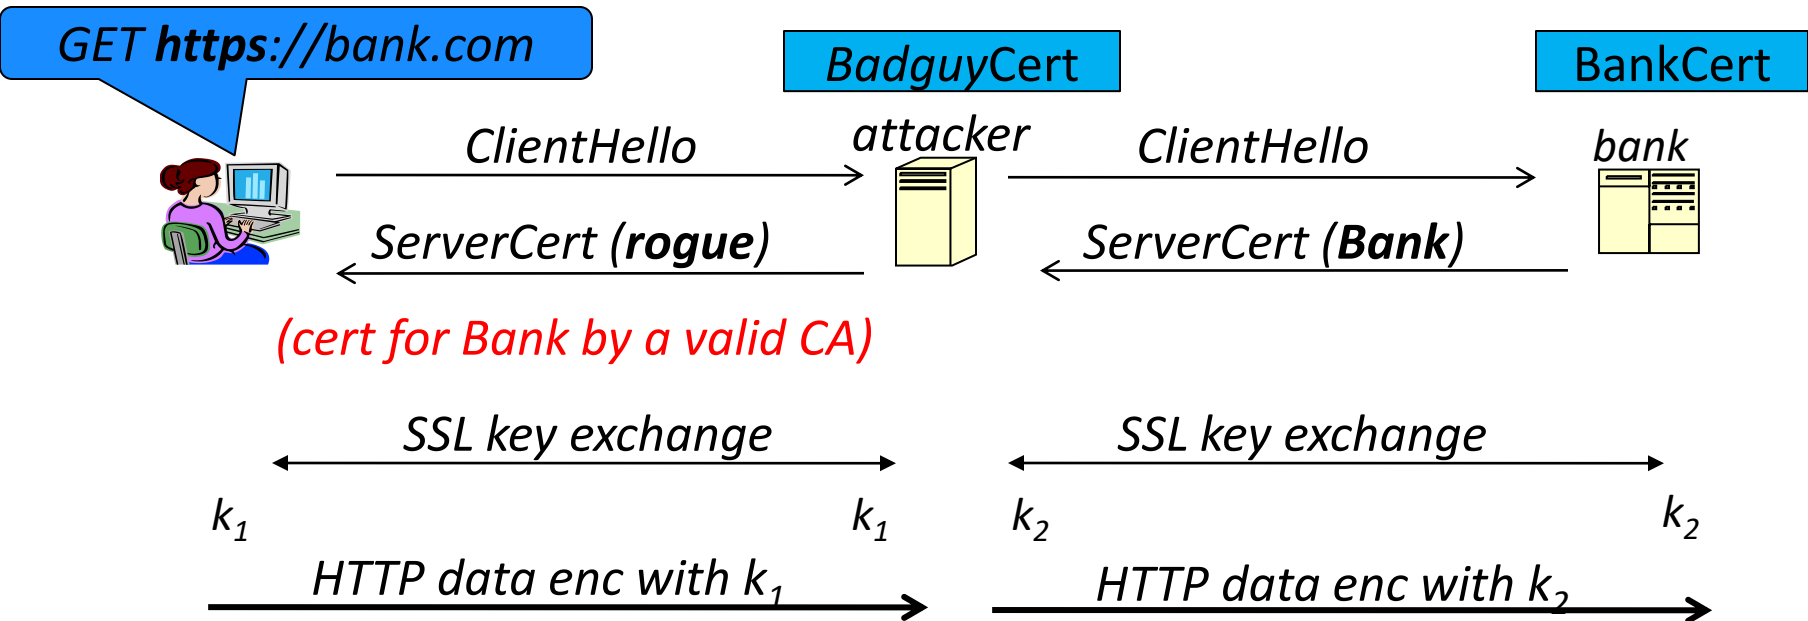 GET https://bank.com
BadguyCert
BankCert
attacker
bank
ClientHello
ClientHello
ServerCert (rogue)
ServerCert (Bank)
(cert for Bank by a valid CA)
SSL key exchange
SSL key exchange
k1
k1
k2
k2
HTTP data enc with k1
HTTP data enc with k2